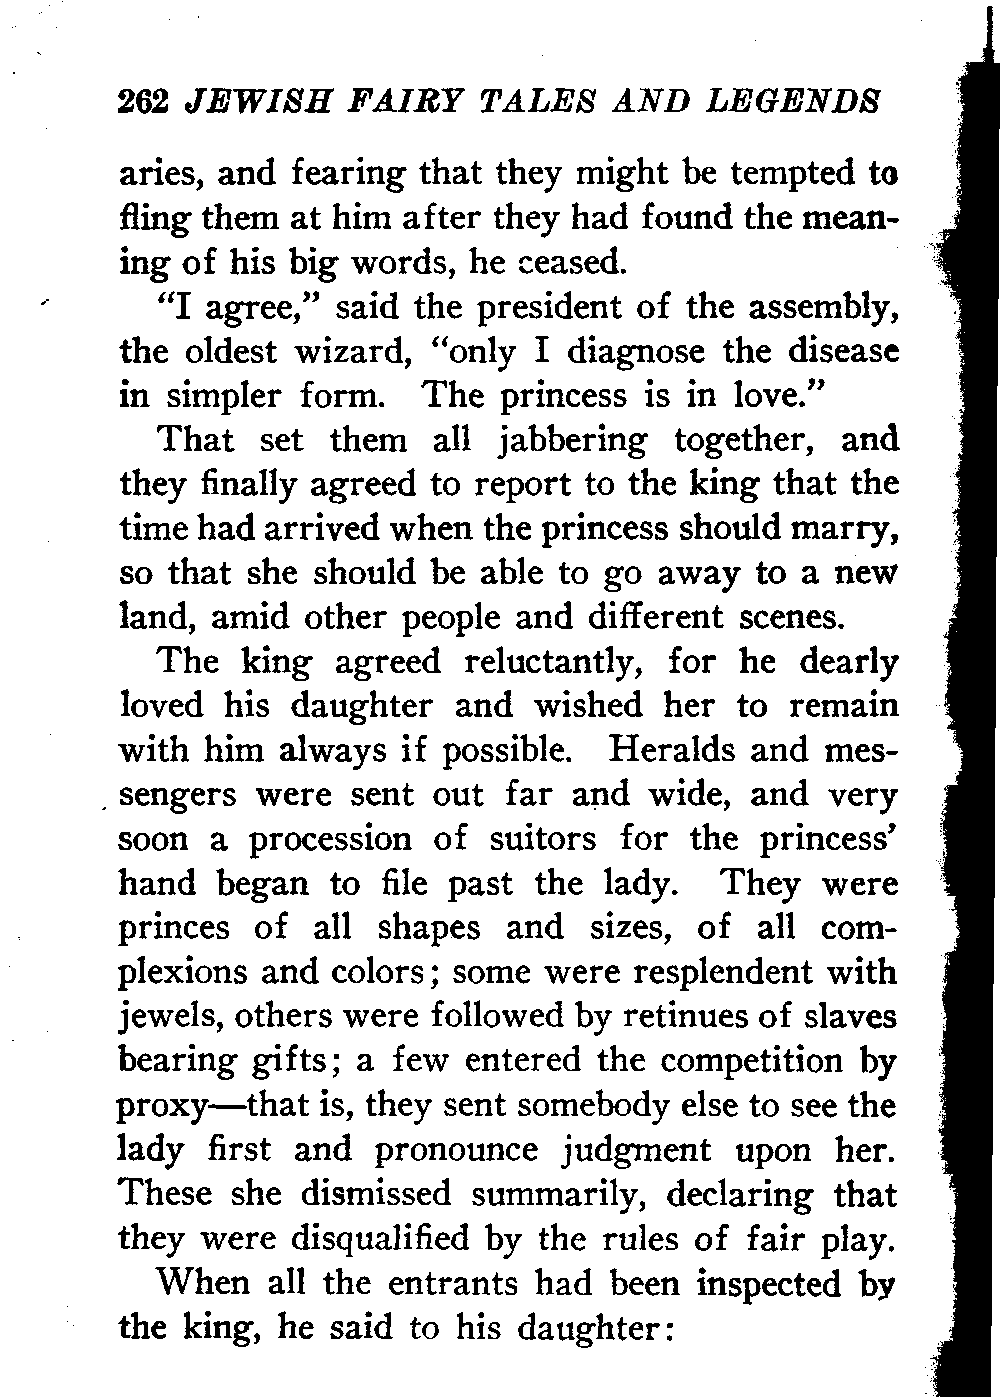 262 JEWISH FAIRY TALES AND LEGENDS
aries, and fearing that they might be tempted to
fling them at him after they had found the mean-
ing of his big words, he ceased.
“I agree,” said the president of the assembly,
the oldest wizard, “only I diagnose the disease
in simpler form. The princess is in love.”
That set them all jabbering together, and
they finally agreed to report to the king that the
time had arrived when the princess should marry,
so that she should be able to go away to a new
land, amid other people and different scenes.
The king agreed reluctantly, for he dearly
loved his daughter and wished her to remain
with him always if possible. Heralds and mes-
sengers were sent out far and wide, and very
soon a procession of suitors for the princess’
hand began to file past the lady. They were
princes of all shapes and sizes, of all com-
plexions and colors; some were resplendent with
jewels, others were followed by retinues of slaves
bearing gifts; a few entered the competition by
proxy—that is, they sent somebody else to see the
lady first and pronounce judgment upon her.
These she dismissed summarily, declaring that
they were disqualified by the rules of fair play.
When all the entrants had been inspected by
the king, he said to his daughter: